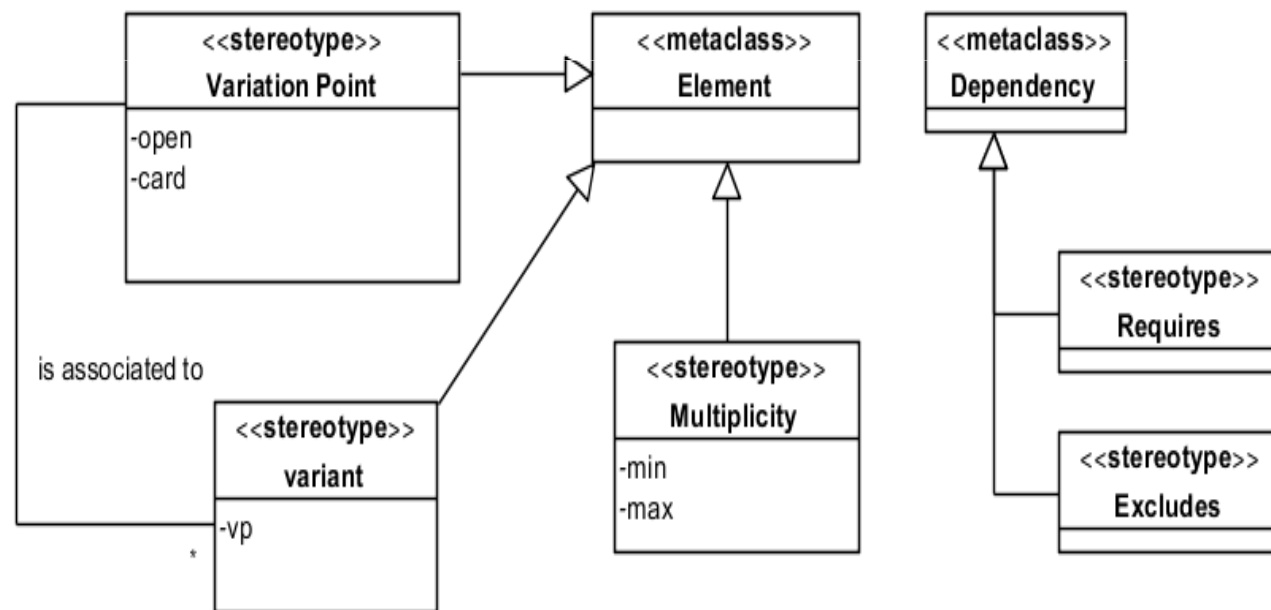 <<stereotype>>
Variation Point
-open
-card
<<metaclass>>
Element
<<metaclass>>
Dependency
<<stereotype>>
Requires
is associated to
<<stereotype>>
Multiplicity
-min
-max
<<stereotype>>
variant
-vp
*
<<stereotype>>
Excludes